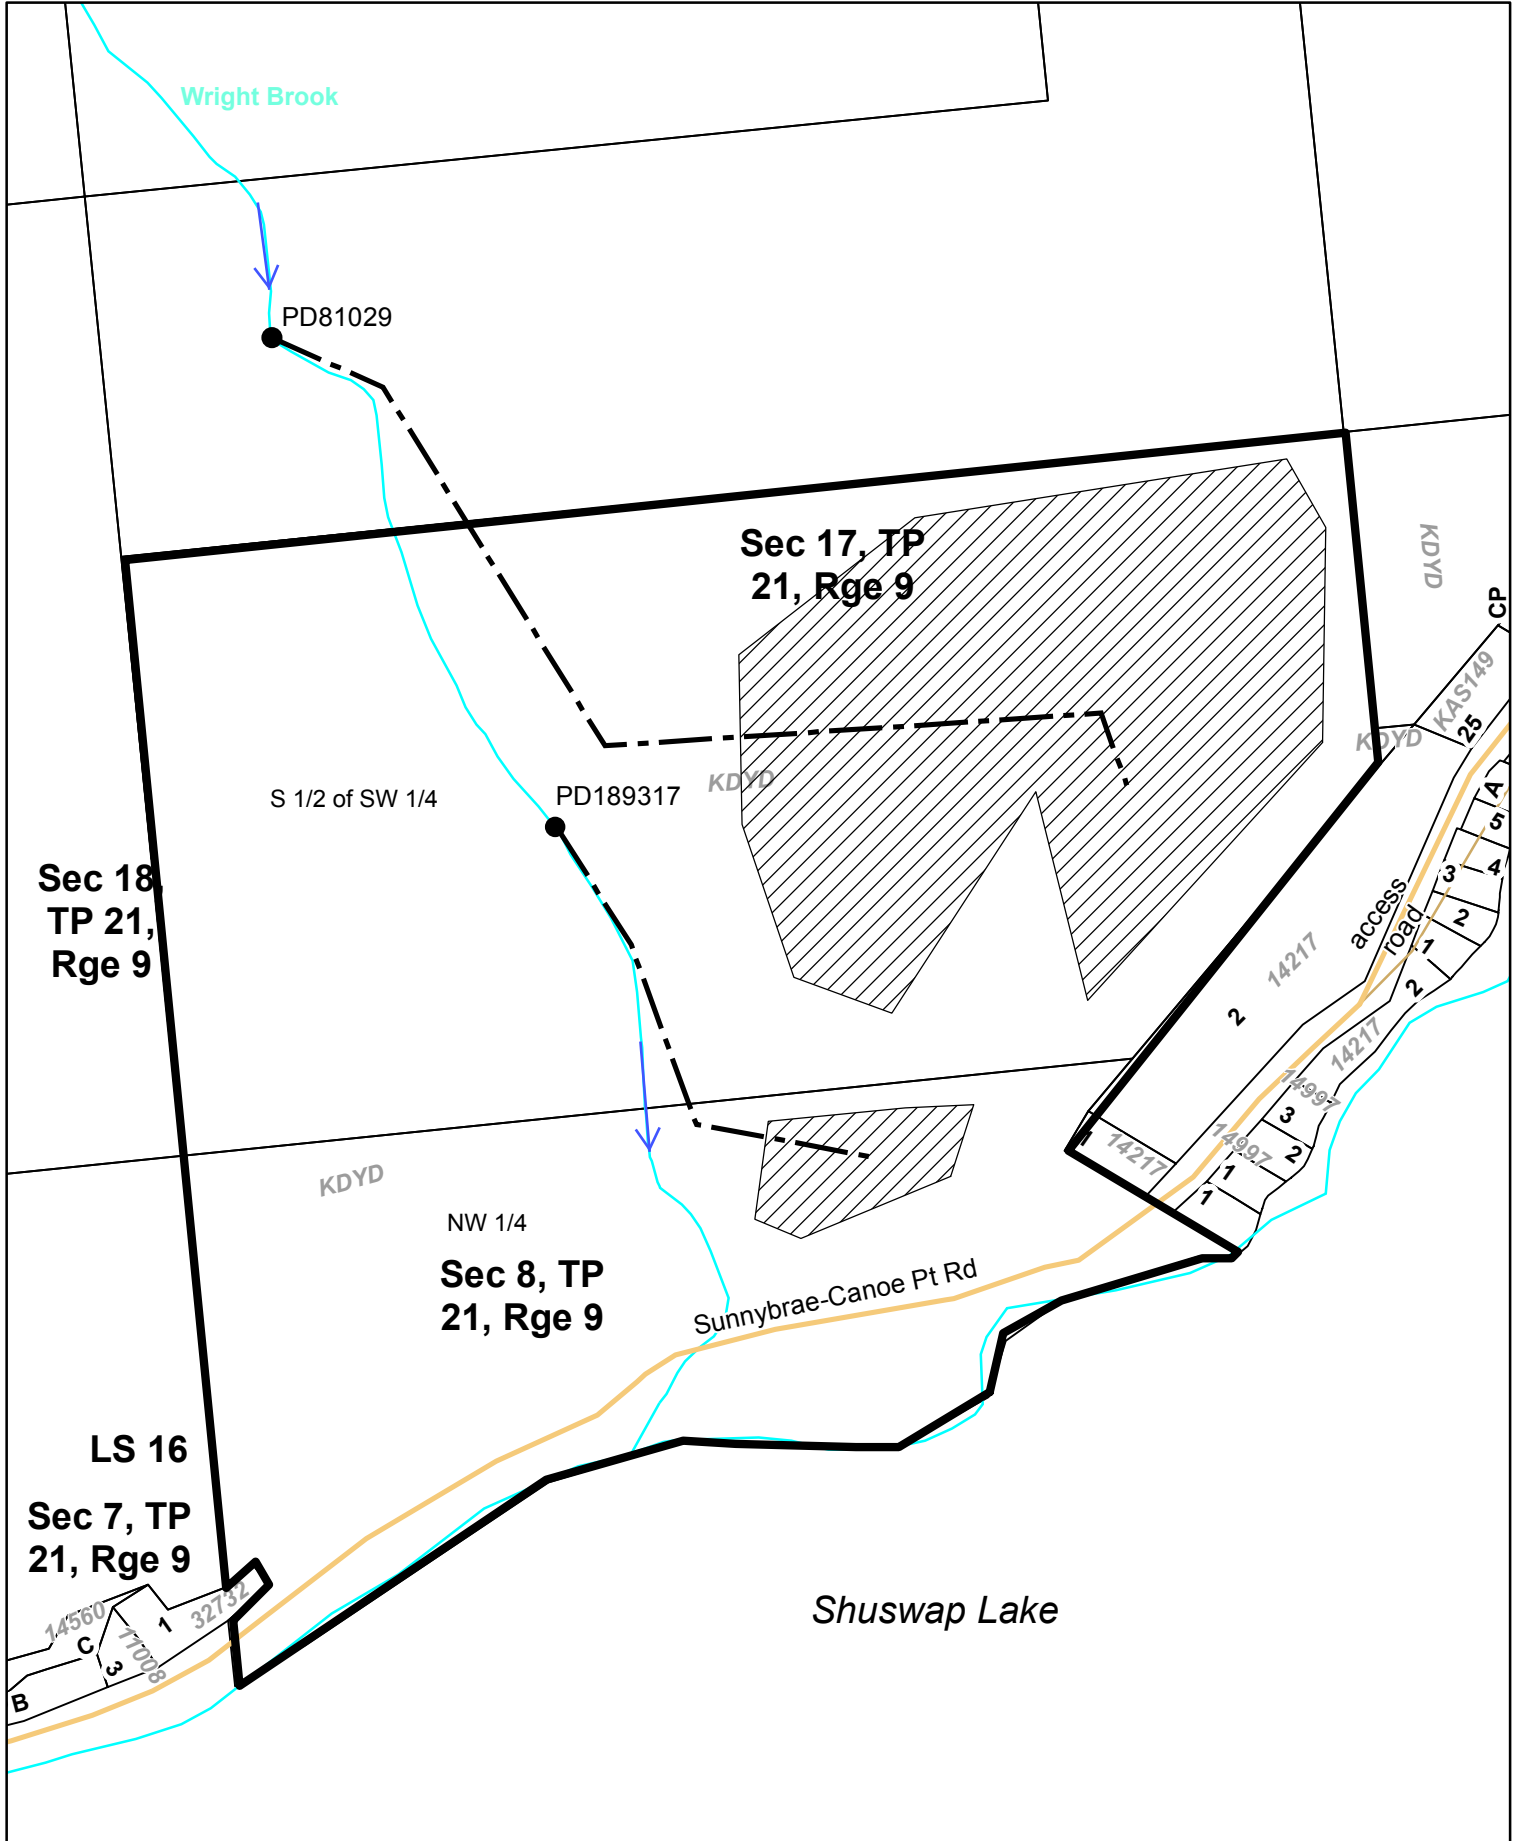 Wright Brook
PD81029
Sec 17, TP
21, Rge 9
KDYD
CP
KAS149
25
KDYD
KDYD
S 1/2 of SW 1/4
PD189317
A
5
4
3
2
1
2
access
road
Sec 18,
TP 21,
Rge 9
14217
2
14217
14997
3
2
14997
1
1
1
14217
KDYD
NW 1/4
Sec 8, TP
21, Rge 9
Sunnybrae-Canoe Pt Rd
LS 16
Sec 7, TP
21, Rge 9
Shuswap Lake
14560
C
11008
3
1
32732
B